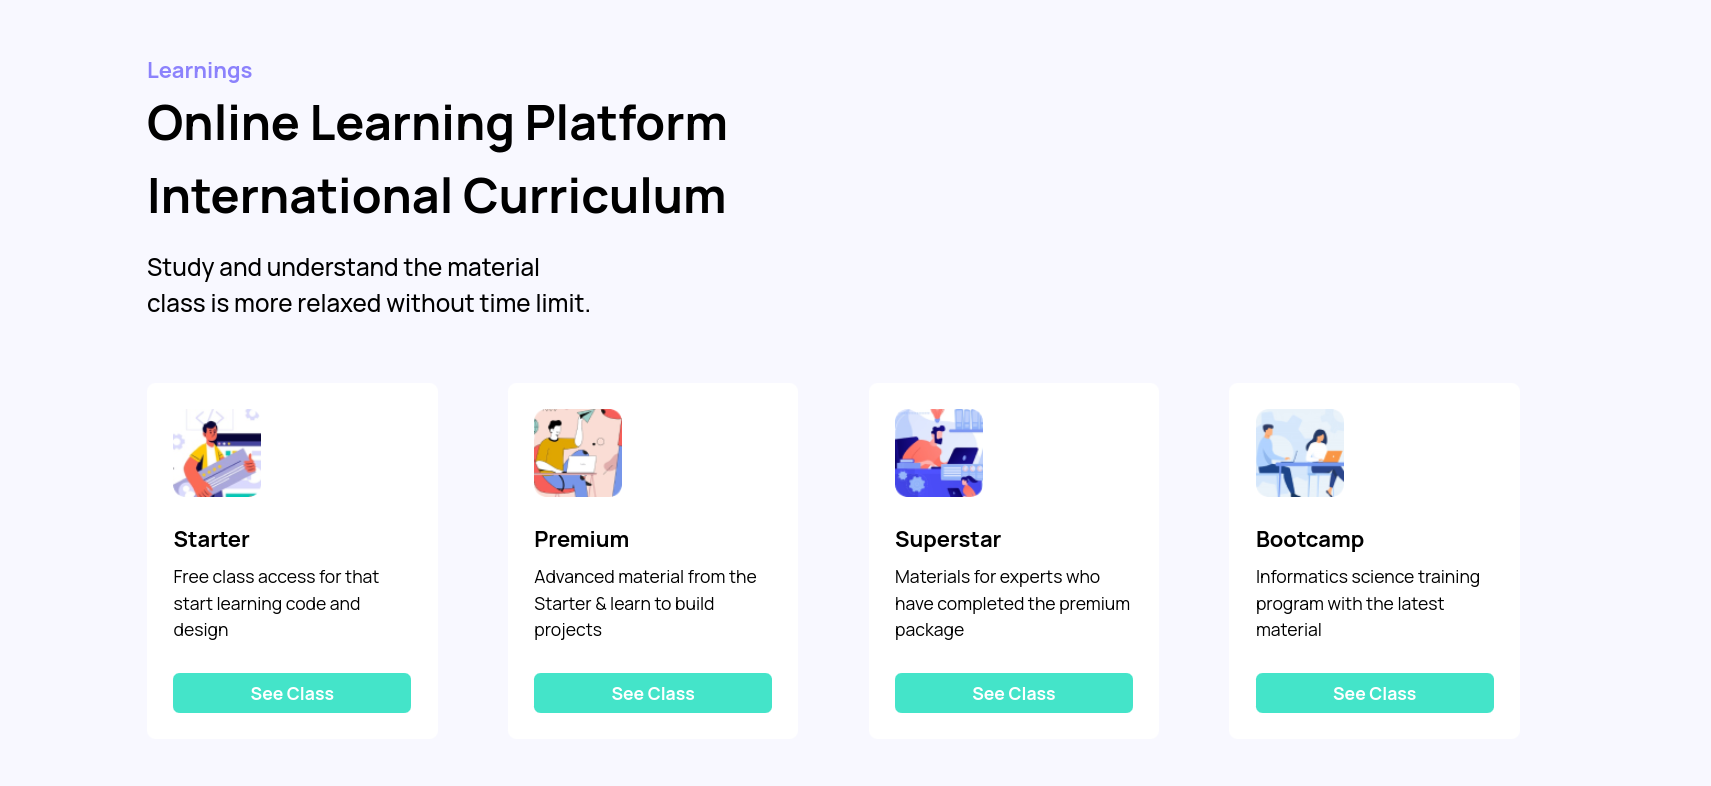 Learnings
Online Learning Platform
International Curriculum
Study and understand the material
class is more relaxed without time limit.
Starter
Free class access for that
start learning code and
design
See Class
Premium
Advanced material from the
Starter & learn to build
projects
See Class
Superstar
Materials for experts who
have completed the premium
package
See Class
Bootcamp
Informatics science training
program with the latest
material
See Class